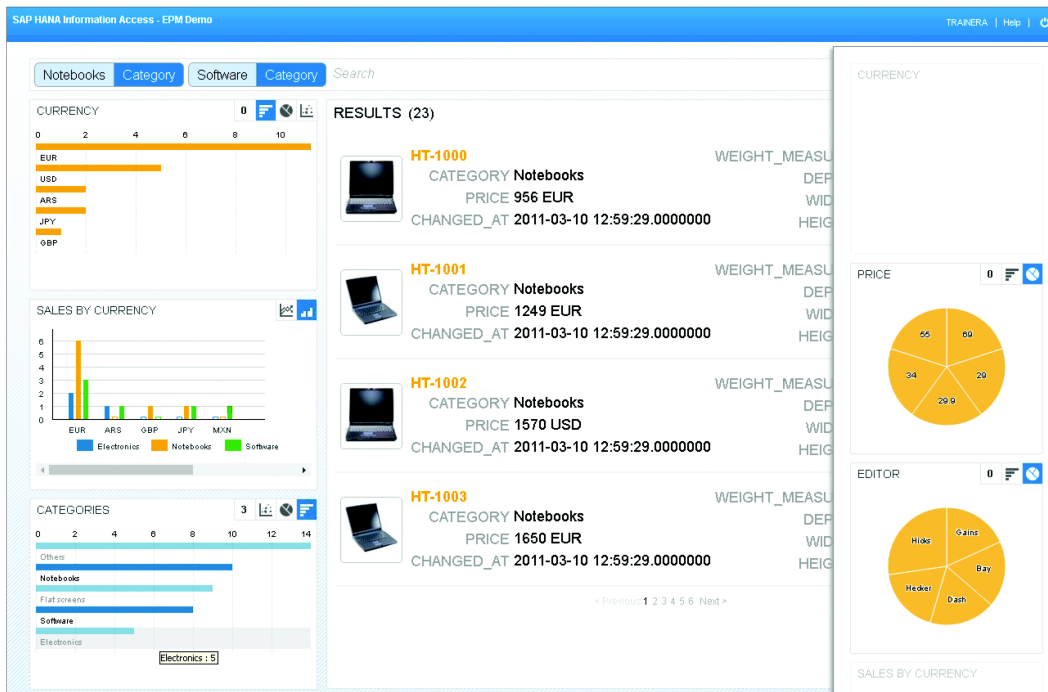 SAP HANA Information Access - EPM Demo
TRAINERA | Help |
Notebooks Category Software Category Search
CURRENCY 0
0 2 4 6 8 10
EUR
USD
ARS
JPY
GBP
SALES BY CURRENCY
6
5
4
3
2
1
0
EUR ARS GBP JPY MXN
Electronics Notebooks Software
CATEGORIES 3
0 2 4 6 8 10 12 14
Others
Notebooks
Flat screens
Software
Electronics
Electronics : 5
RESULTS (23)
HT-1000 WEIGHT_MEASU
CATEGORY Notebooks DEP
PRICE 956 EUR WID
CHANGED_AT 2011-03-10 12:59:29.0000000 HEIG
HT-1001 WEIGHT_MEASU
CATEGORY Notebooks DEP
PRICE 1249 EUR WID
CHANGED_AT 2011-03-10 12:59:29.0000000 HEIG
HT-1002 WEIGHT_MEASU
CATEGORY Notebooks DEP
PRICE 1570 USD WID
CHANGED_AT 2011-03-10 12:59:29.0000000 HEIG
HT-1003 WEIGHT_MEASU
CATEGORY Notebooks DEP
PRICE 1650 EUR WID
CHANGED_AT 2011-03-10 12:59:29.0000000 HEIG
< Previous 1 2 3 4 5 6 Next >
CURRENCY
PRICE 0
55 69
34 29
29.9
EDITOR 0
Hicks Gains
Bay
Hecker Dash
SALES BY CURRENCY